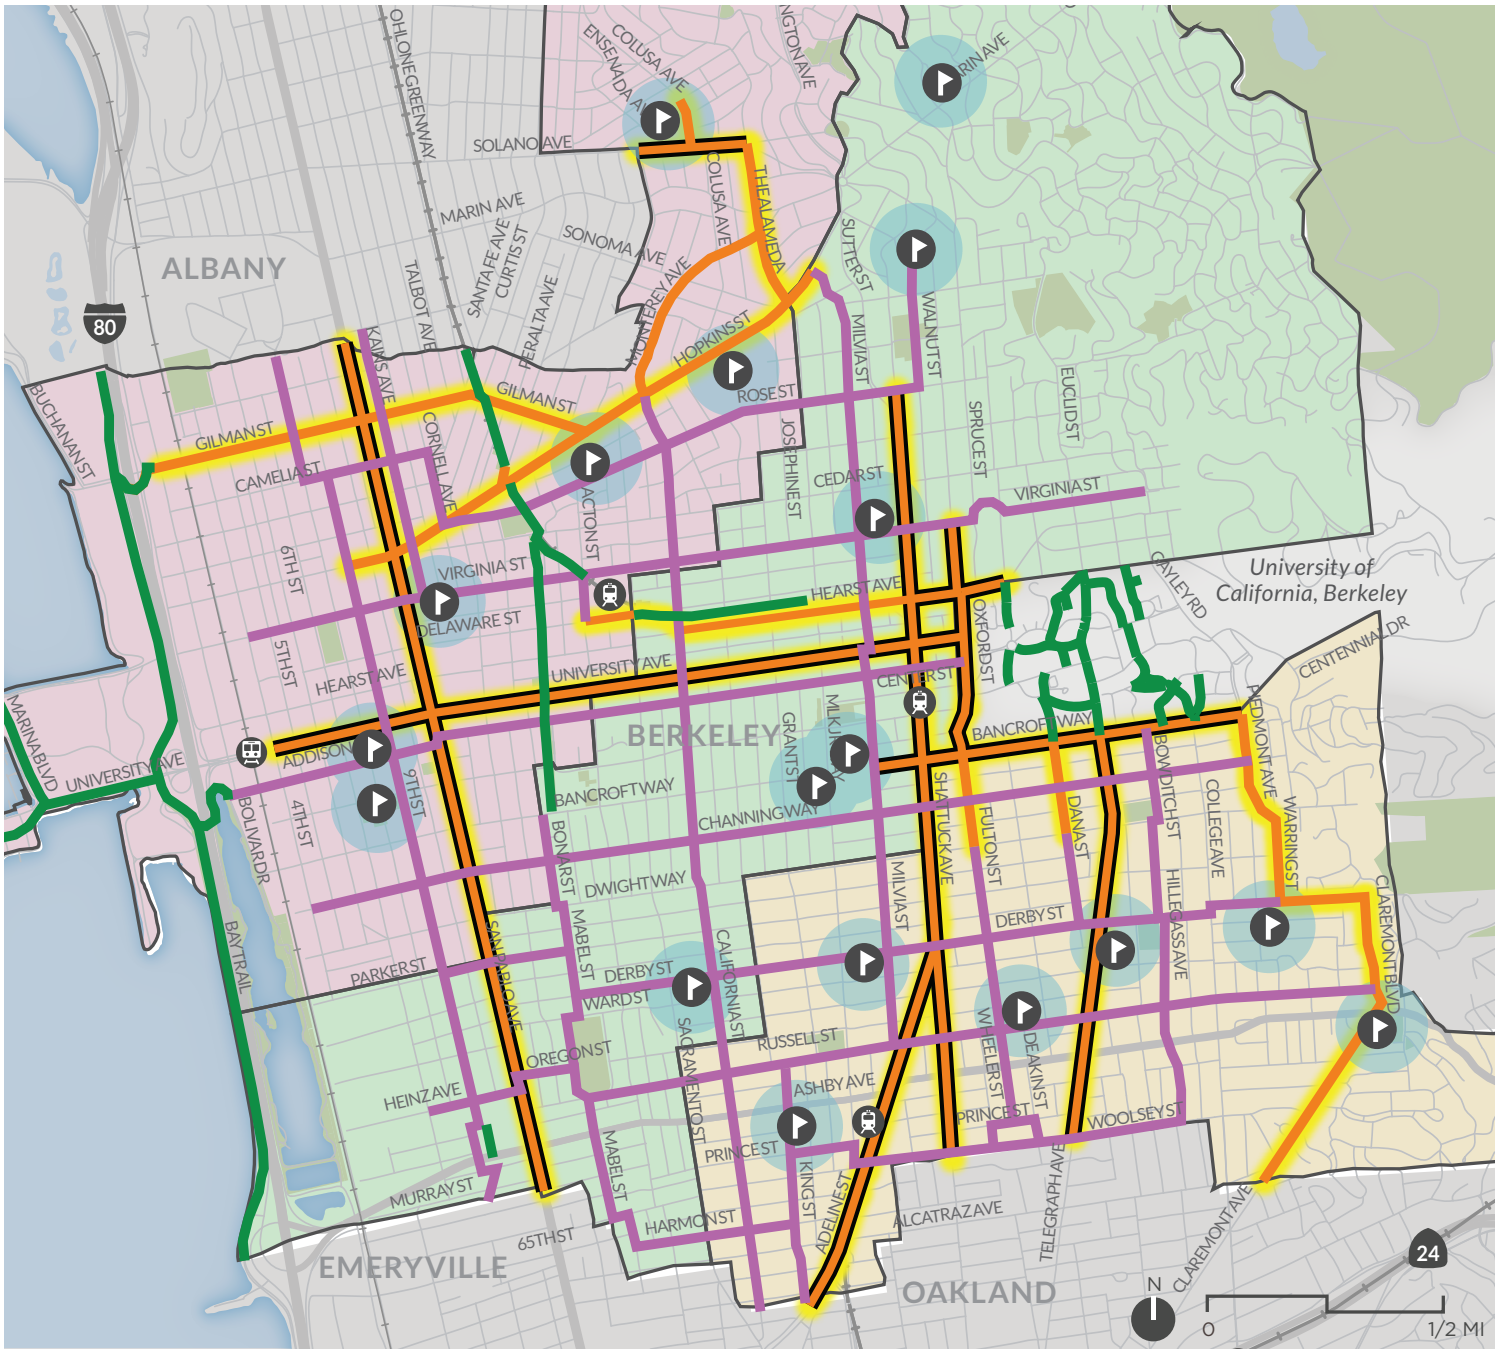 OHLONE GREENWAY
COLUSA AVE
ENSENADA A
NGTON AVE
RIN AVE
SOLANO AVE
COLUSA AVE
THE ALAMEDA
MARIN AVE
SANTA FE AVE
CURTIS ST
SONOMA AVE
SUTTER ST
ALBANY
TALBOT AVE
PERALTA AVE
MONTEREY AVE
WALNUT ST
80
KAINS AVE
HOPKINS ST
MILVIA ST
EUCLID ST
BUCHANAN ST
GILMAN ST
GILMAN ST
ROSE ST
SPRUCE ST
CORNELL AVE
JOSEPHINE ST
CAMELIA ST
CEDAR ST
VIRGINIA ST
ACTON ST
6TH ST
VIRGINIA ST
GAYLEY RD
University of
California, Berkeley
HEARST AVE
DELAWARE ST
OXFORD ST
5TH ST
HEARST AVE
UNIVERSITY AVE
CENTER ST
CENTENNIAL DR
MARINA BLVD
BERKELEY
GRANT ST
BANCROFT WAY
PIEDMONT AVE
ADDISON
UNIVERSITY AVE
9TH ST
BANCROFT WAY
BOWDITCH ST
SHATTUCK AVE
BOLIVAR DR
4TH ST
CHANNING WAY
FULTON ST
DANA ST
COLLEGE AVE
WARRING ST
BONAR ST
DWIGHT WAY
MILVIA ST
HILLEGASS AVE
CLAREMONT BLVD
BAY TRAIL
SAN PABLO AVE
MABEL ST
DERBY ST
PARKER ST
DERBY ST
WARD ST
CALIFORNIA ST
SACRAMENTO ST
RUSSELL ST
WHEELER ST
DEAKIN ST
OREGON ST
HEINZ AVE
ASHBY AVE
PRINCE ST
WOOLSEY ST
MABEL ST
PRINCE ST
KING ST
MURRAY ST
HARMON ST
ADELINE ST
ALCATRAZ AVE
TELEGRAPH AVE
CLAREMONT AVE
65TH ST
EMERYVILLE
OAKLAND
24
N
0
1/2 MI